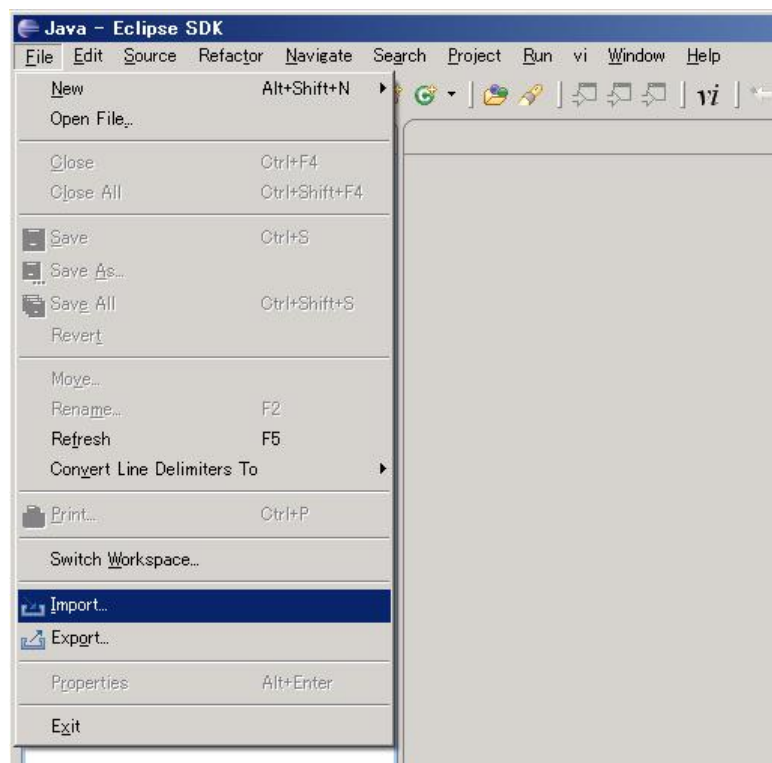 Java - Eclipse SDK
File Edit Source Refactor Navigate Search Project Run vi Window Help
New Alt+Shift+N
Open File...
vi
Close Ctrl+F4
Close All Ctrl+Shift+F4
Save Ctrl+S
Save As...
Save All Ctrl+Shift+S
Revert
Move...
Rename... F2
Refresh F5
Convert Line Delimiters To
Print... Ctrl+P
Switch Workspace...
Import...
Export...
Properties Alt+Enter
Exit